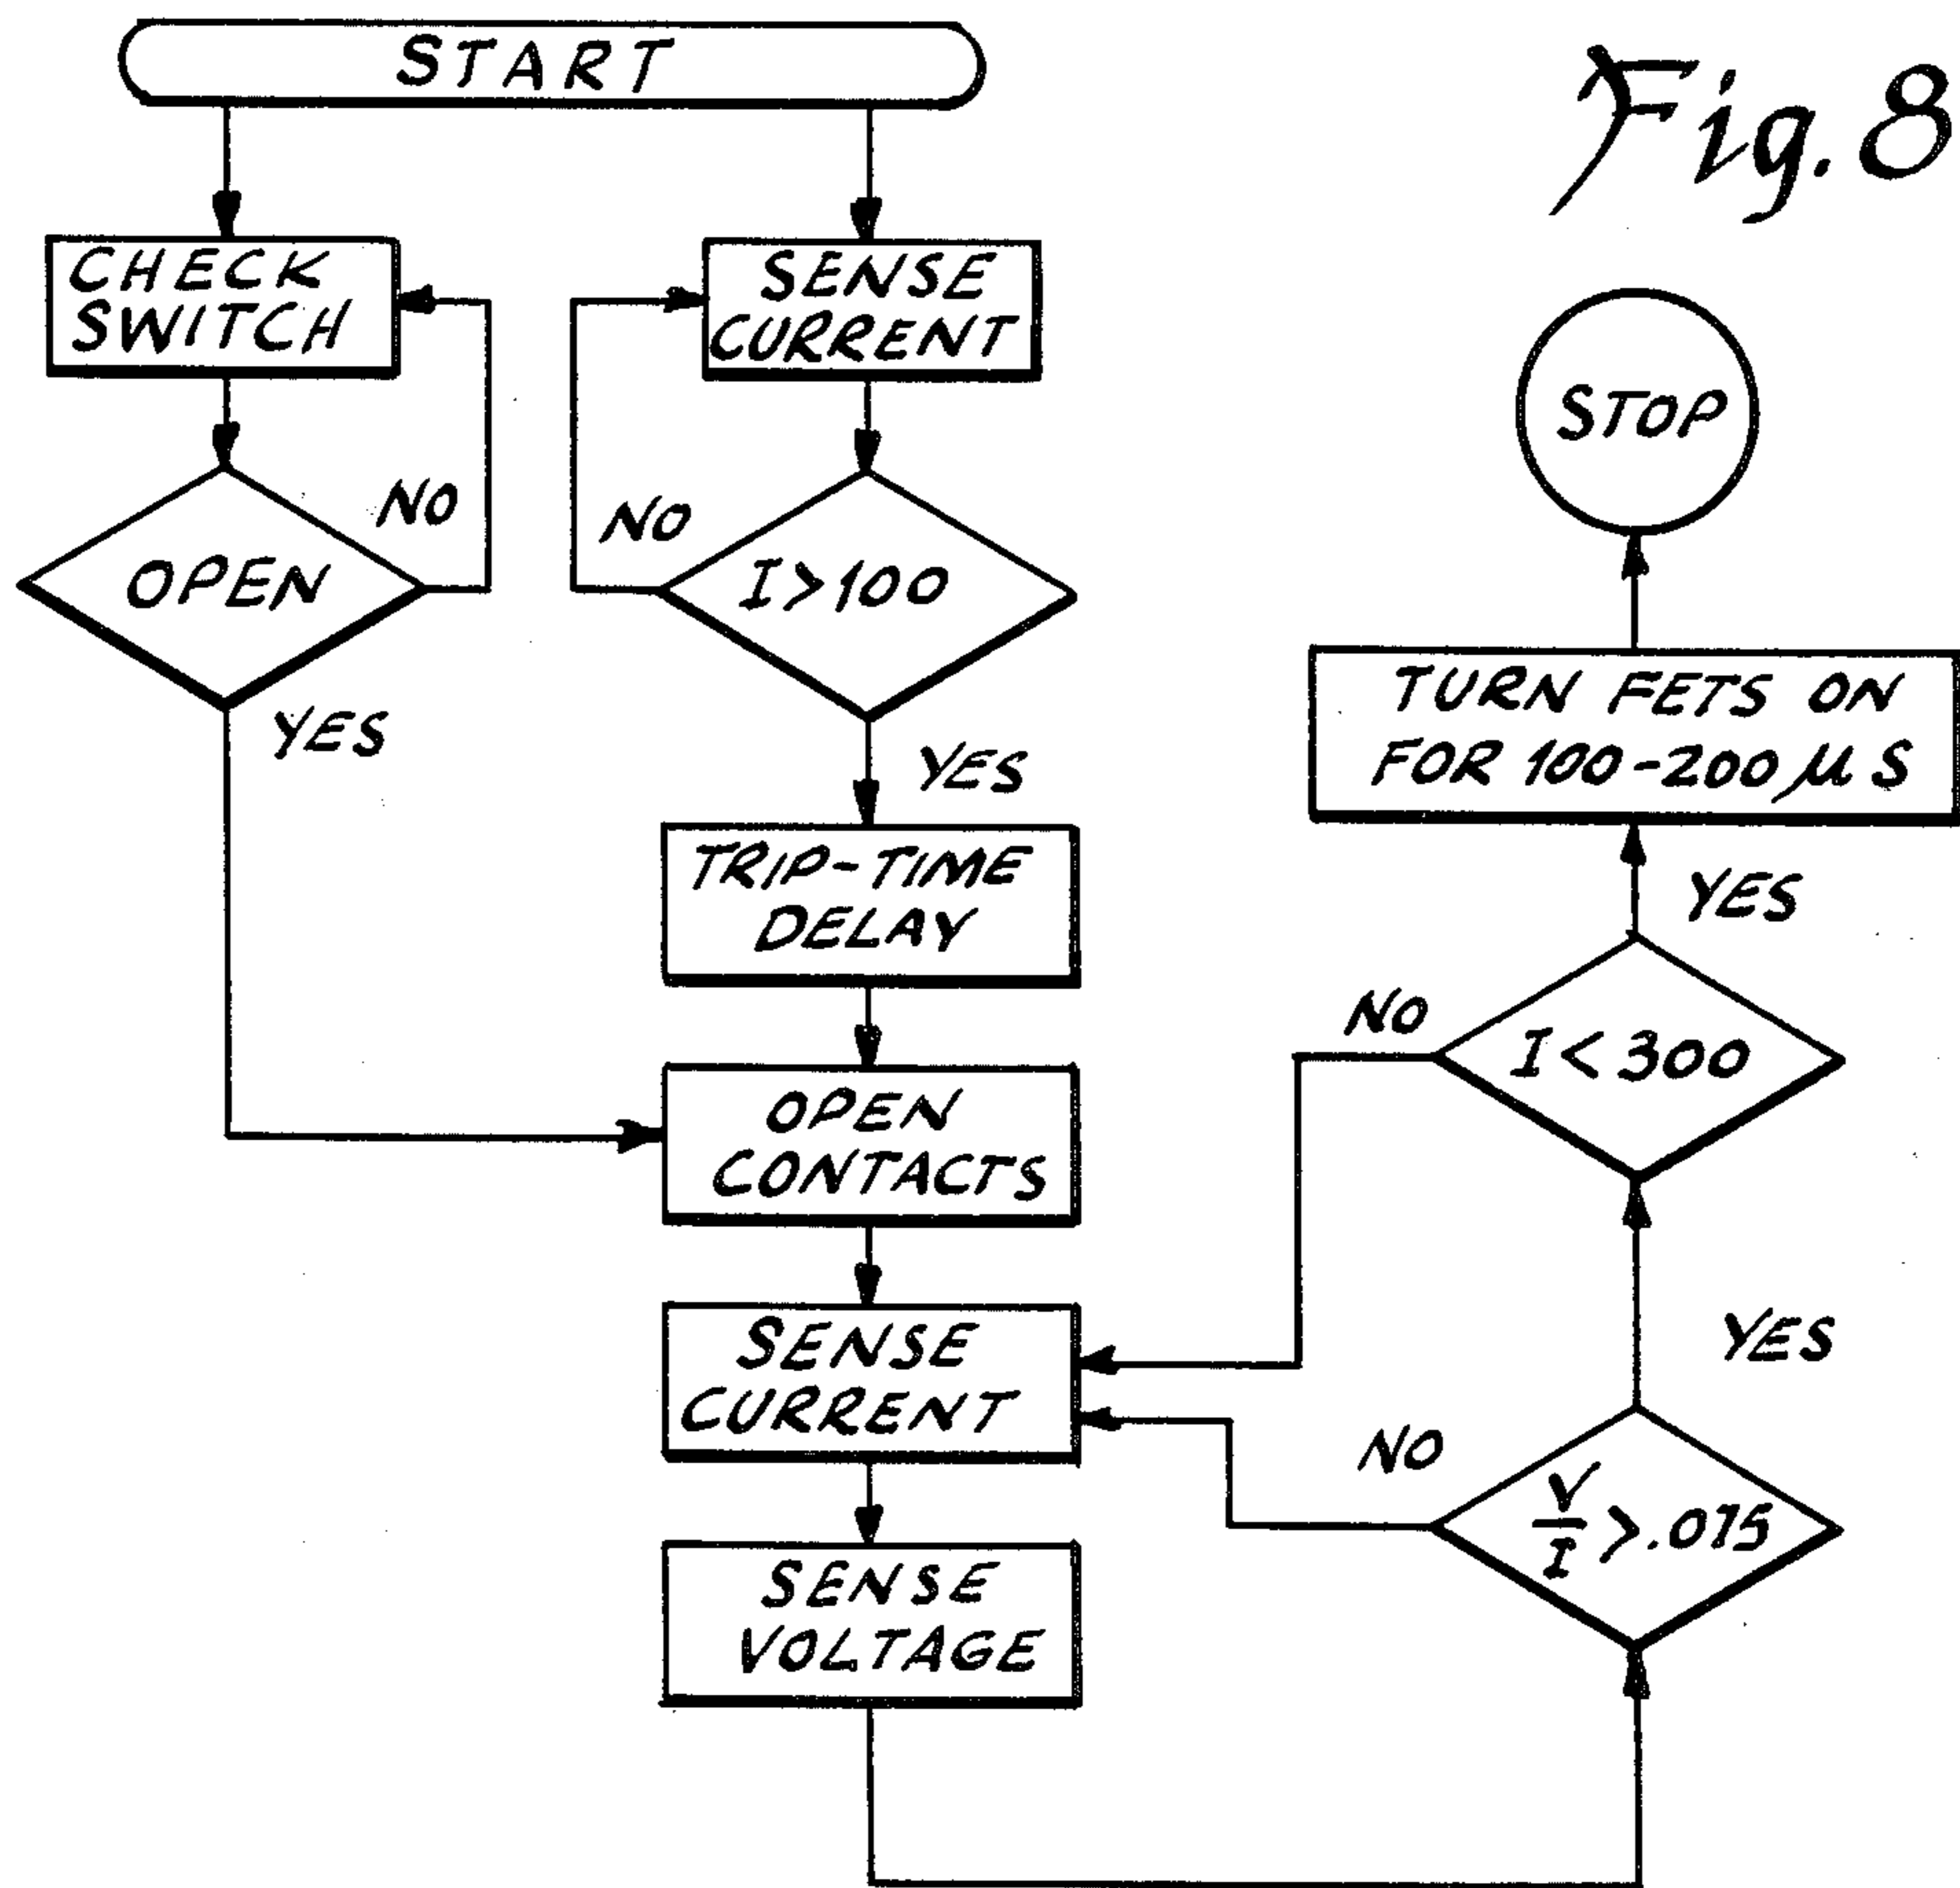 START
Fig. 8
CHECK
SWITCH
NO
OPEN
YES
SENSE
CURRENT
NO
I>100
YES
TRIP-TIME
DELAY
OPEN
CONTACTS
SENSE
CURRENT
SENSE
VOLTAGE
V
I >.075
NO
YES
I<300
NO
YES
TURN FETS ON
FOR 100-200 µS
STOP